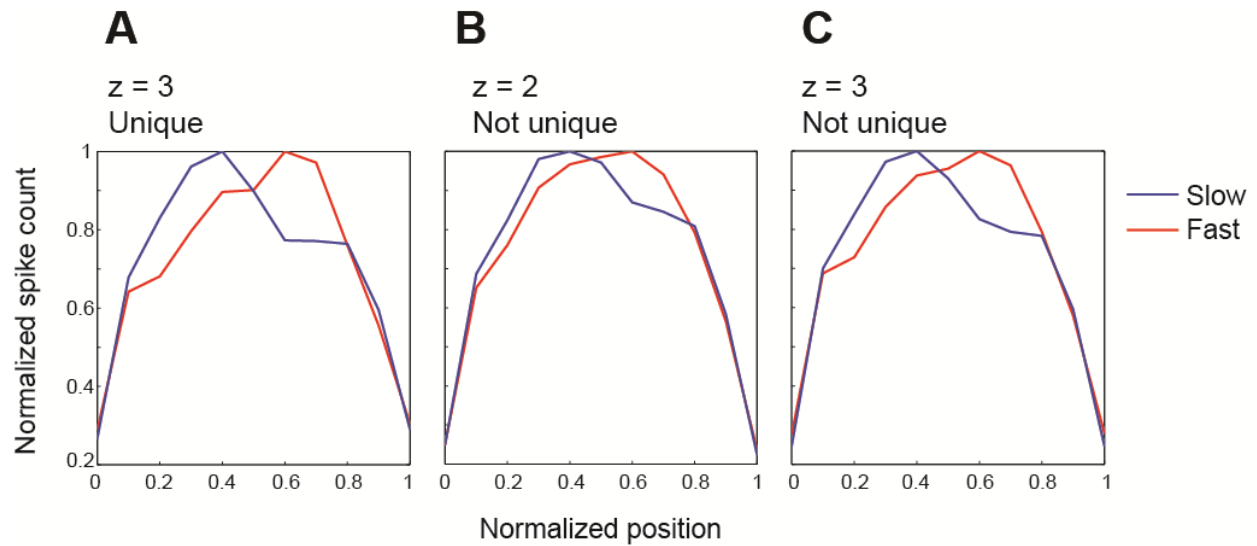 A
B
C
z = 3
Unique
z = 2
Not unique
z = 3
Not unique
Normalized spike count
1
0.8
0.6
0.4
0.2
0 0.2 0.4 0.6 0.8 1
0 0.2 0.4 0.6 0.8 1
0 0.2 0.4 0.6 0.8 1
Normalized position
Slow
Fast